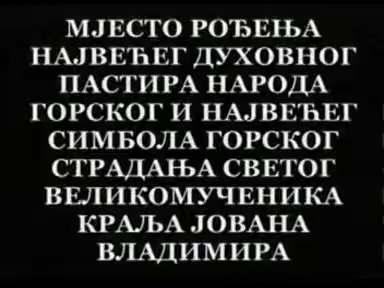 МЈЕСТО РОЂЕЊА
НАЈВЕЋЕГ ДУХОВНОГ
ПАСТИРА НАРОДА
ГОРСКОГ И НАЈВЕЋЕГ
СИМБОЛА ГОРСКОГ
СТРАДАЊА СВЕТОГ
ВЕЛИКОМУЧЕНИКА
КРАЉА ЈОВАНА
ВЛАДИМИРА